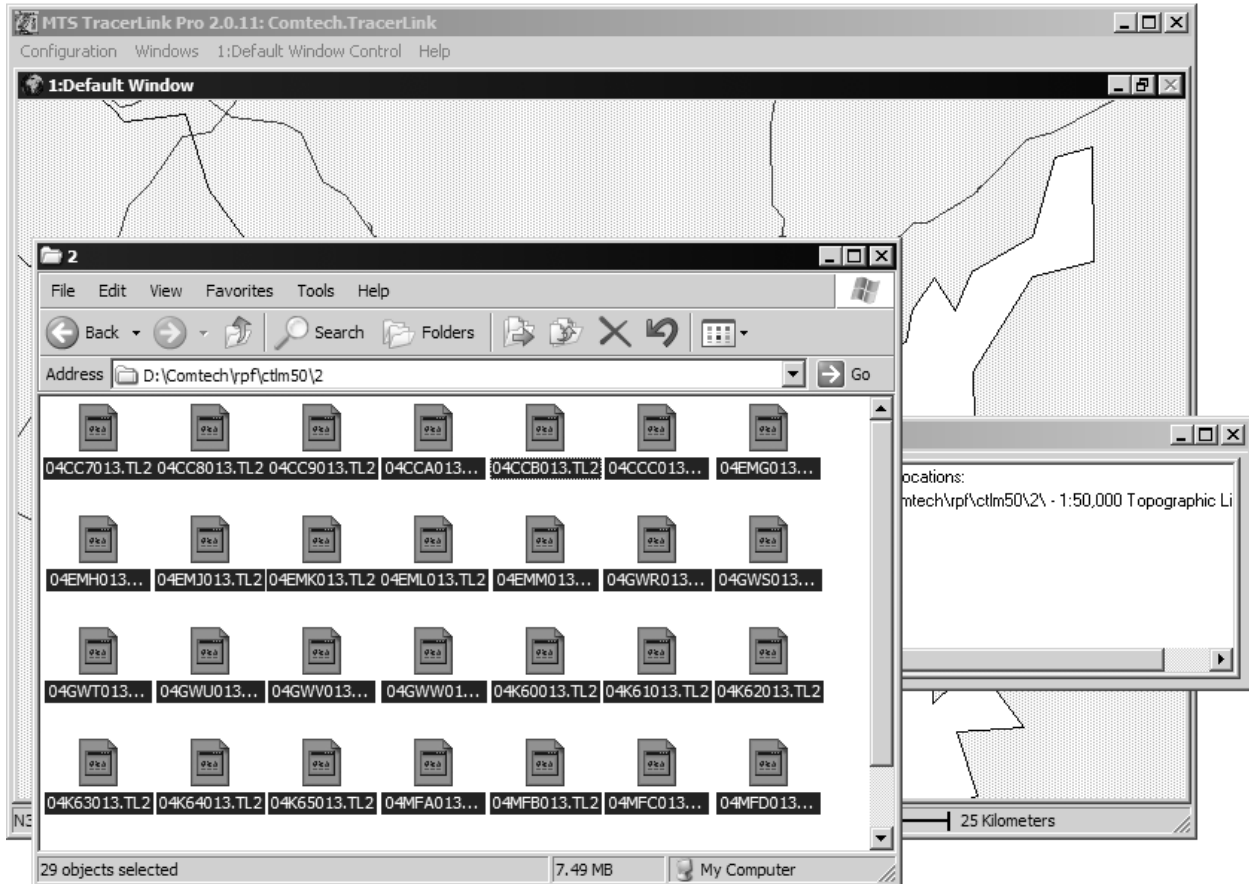 MTS TracerLink Pro 2.0.11: Comtech.TracerLink
Configuration Windows 1:Default Window Control Help
1:Default Window
2
File Edit View Favorites Tools Help
Back Search Folders
Address D:\Comtech\rpf\ctlm50\2 Go
04CC7013.TL2 04CC8013.TL2 04CC9013.TL2 04CCA013... 04CCB013.TL2 04CCC013... 04EMG013...
04EMH013... 04EMJ013.TL2 04EMK013.TL2 04EML013.TL2 04EMM013... 04GWR013... 04GWS013...
04GWT013... 04GWU013... 04GWV013... 04GWW01... 04K60013.TL2 04K61013.TL2 04K62013.TL2
04K63013.TL2 04K64013.TL2 04K65013.TL2 04MFA013... 04MFB013.TL2 04MFC013... 04MFD013...
29 objects selected 7.49 MB My Computer
ocations:
mtech\rpf\ctlm50\2\ - 1:50,000 Topographic Li
N3
25 Kilometers